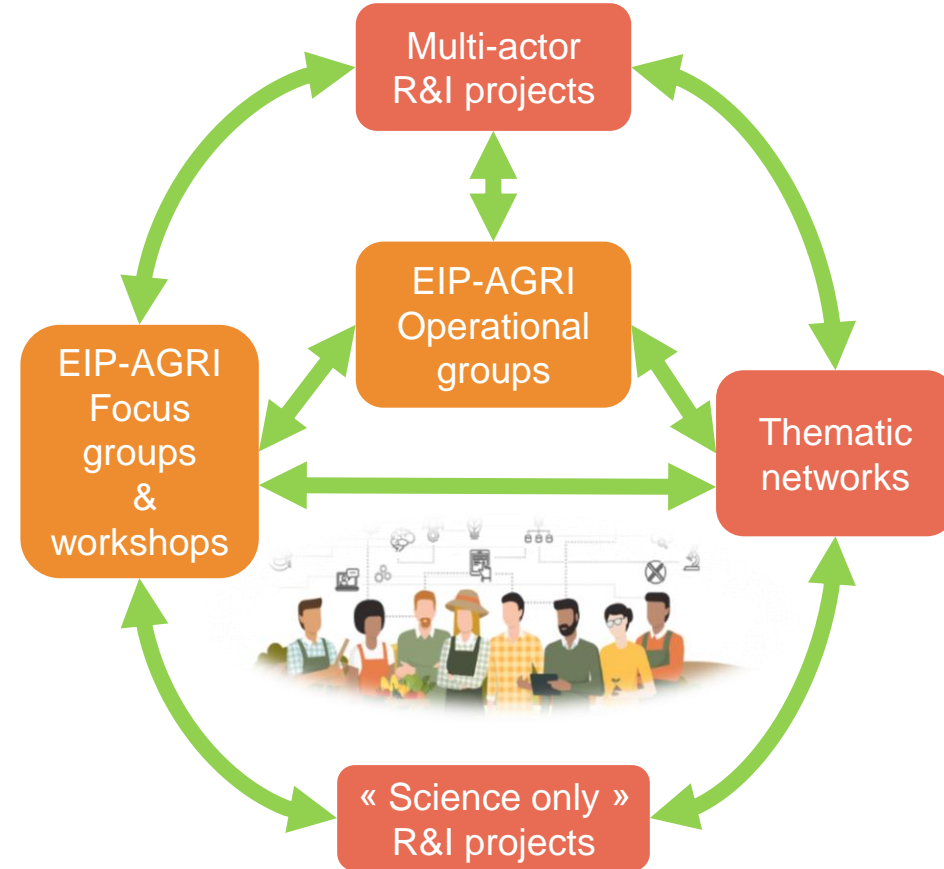 Multi-actor
R&I projects
EIP-AGRI
Operational
groups
EIP-AGRI
Focus
groups
&
workshops
Thematic
networks
« Science only »
R&I projects